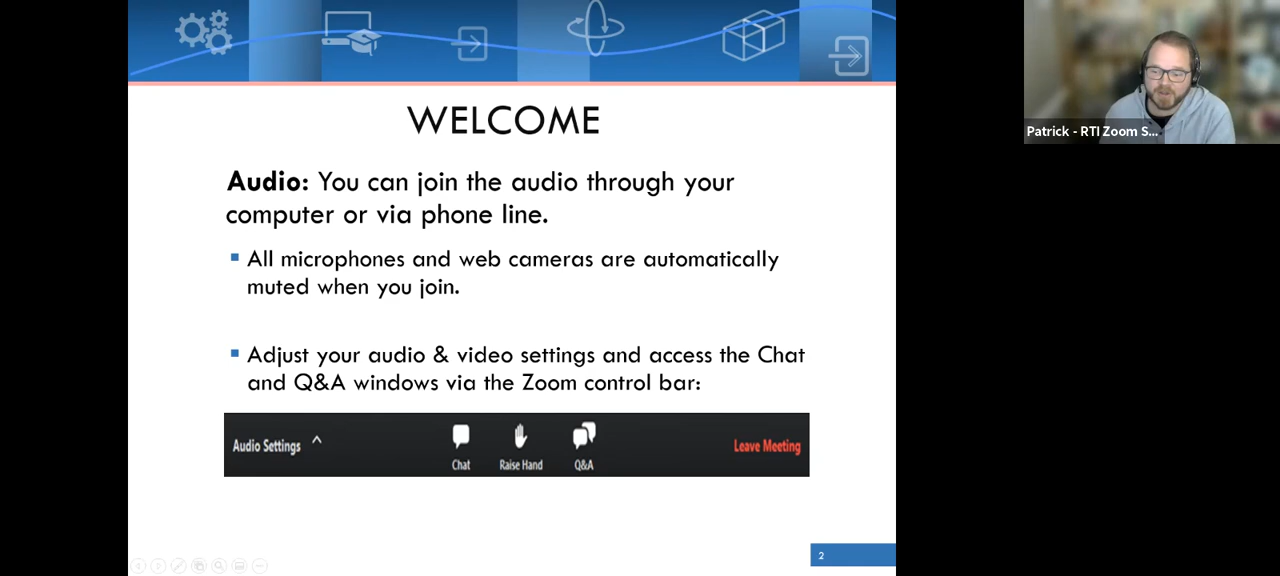 WELCOME
Patrick - RTI Zoom S...
Audio: You can join the audio through your
computer or via phone line.
All microphones and web cameras are automatically
muted when you join.
Adjust your audio & video settings and access the Chat
and Q&A windows via the Zoom control bar:
Audio Settings
Chat
Raise Hand
Q&A
Leave Meeting
2